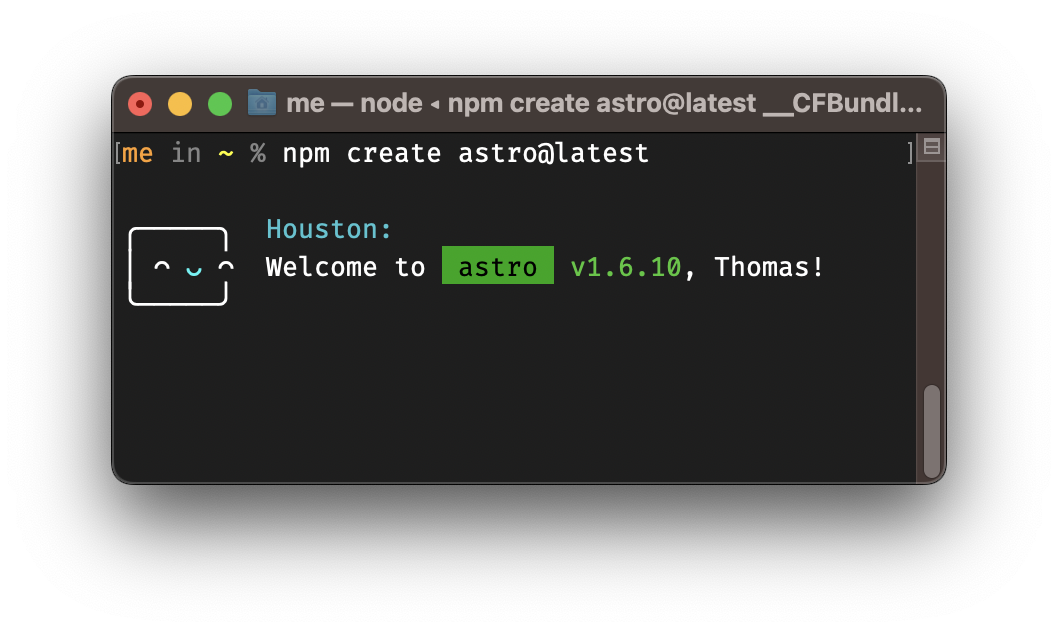 me — node ◂ npm create astro@latest __CFBundl...
[me in ~ % npm create astro@latest ]
Houston:
Welcome to astro v1.6.10, Thomas!